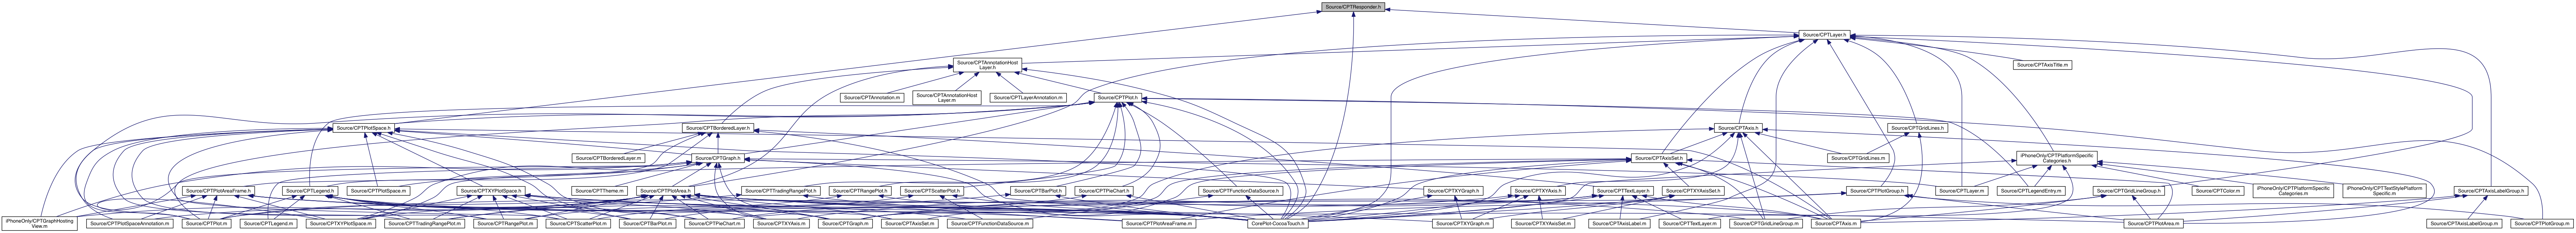 Source/CPTResponder.h
Source/CPTLayer.h
Source/CPTAnnotationHost
Layer.h
Source/CPTAxisTitle.m
Source/CPTAnnotation.m
Source/CPTAnnotationHost
Layer.m
Source/CPTLayerAnnotation.m
Source/CPTPlot.h
Source/CPTPlotSpace.h
Source/CPTBorderedLayer.h
Source/CPTAxis.h
Source/CPTGridLines.h
Source/CPTBorderedLayer.m
Source/CPTGraph.h
Source/CPTAxisSet.h
Source/CPTGridLines.m
iPhoneOnly/CPTPlatformSpecific
Categories.h
Source/CPTPlotAreaFrame.h
Source/CPTLegend.h
Source/CPTPlotSpace.m
Source/CPTXYPlotSpace.h
Source/CPTTheme.m
Source/CPTPlotArea.h
Source/CPTTradingRangePlot.h
Source/CPTRangePlot.h
Source/CPTScatterPlot.h
Source/CPTBarPlot.h
Source/CPTPieChart.h
Source/CPTFunctionDataSource.h
Source/CPTXYGraph.h
Source/CPTXYAxis.h
Source/CPTTextLayer.h
Source/CPTXYAxisSet.h
Source/CPTPlotGroup.h
Source/CPTLayer.m
Source/CPTLegendEntry.m
Source/CPTGridLineGroup.h
Source/CPTColor.m
iPhoneOnly/CPTPlatformSpecific
Categories.m
iPhoneOnly/CPTTextStylePlatform
Specific.m
Source/CPTAxisLabelGroup.h
iPhoneOnly/CPTGraphHosting
View.m
Source/CPTPlotSpaceAnnotation.m
Source/CPTPlot.m
Source/CPTLegend.m
Source/CPTXYPlotSpace.m
Source/CPTTradingRangePlot.m
Source/CPTRangePlot.m
Source/CPTScatterPlot.m
Source/CPTBarPlot.m
Source/CPTPieChart.m
Source/CPTXYAxis.m
Source/CPTGraph.m
Source/CPTAxisSet.m
Source/CPTFunctionDataSource.m
Source/CPTPlotAreaFrame.m
CorePlot-CocoaTouch.h
Source/CPTXYGraph.m
Source/CPTXYAxisSet.m
Source/CPTAxisLabel.m
Source/CPTTextLayer.m
Source/CPTGridLineGroup.m
Source/CPTAxis.m
Source/CPTPlotArea.m
Source/CPTAxisLabelGroup.m
Source/CPTPlotGroup.m